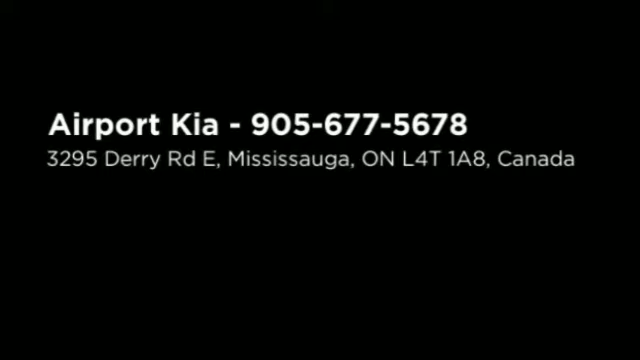 Airport Kia - 905-677-5678
3295 Derry Rd E, Mississauga, ON L4T 1A8, Canada